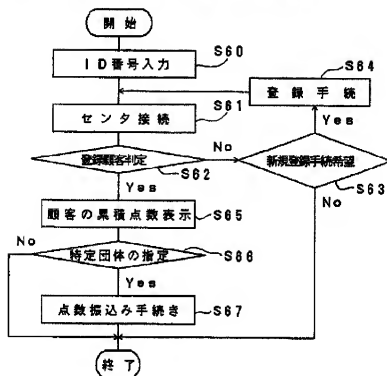 開始
S60
ID番号入力
S64
登録手続
S61
センタ接続
Yes
No
登録顧客判定
新規登録手続希望
S62
S63
Yes
No
S65
顧客の累積点数表示
No
特定団体の指定
S66
Yes
点数振込み手続き
S67
終了